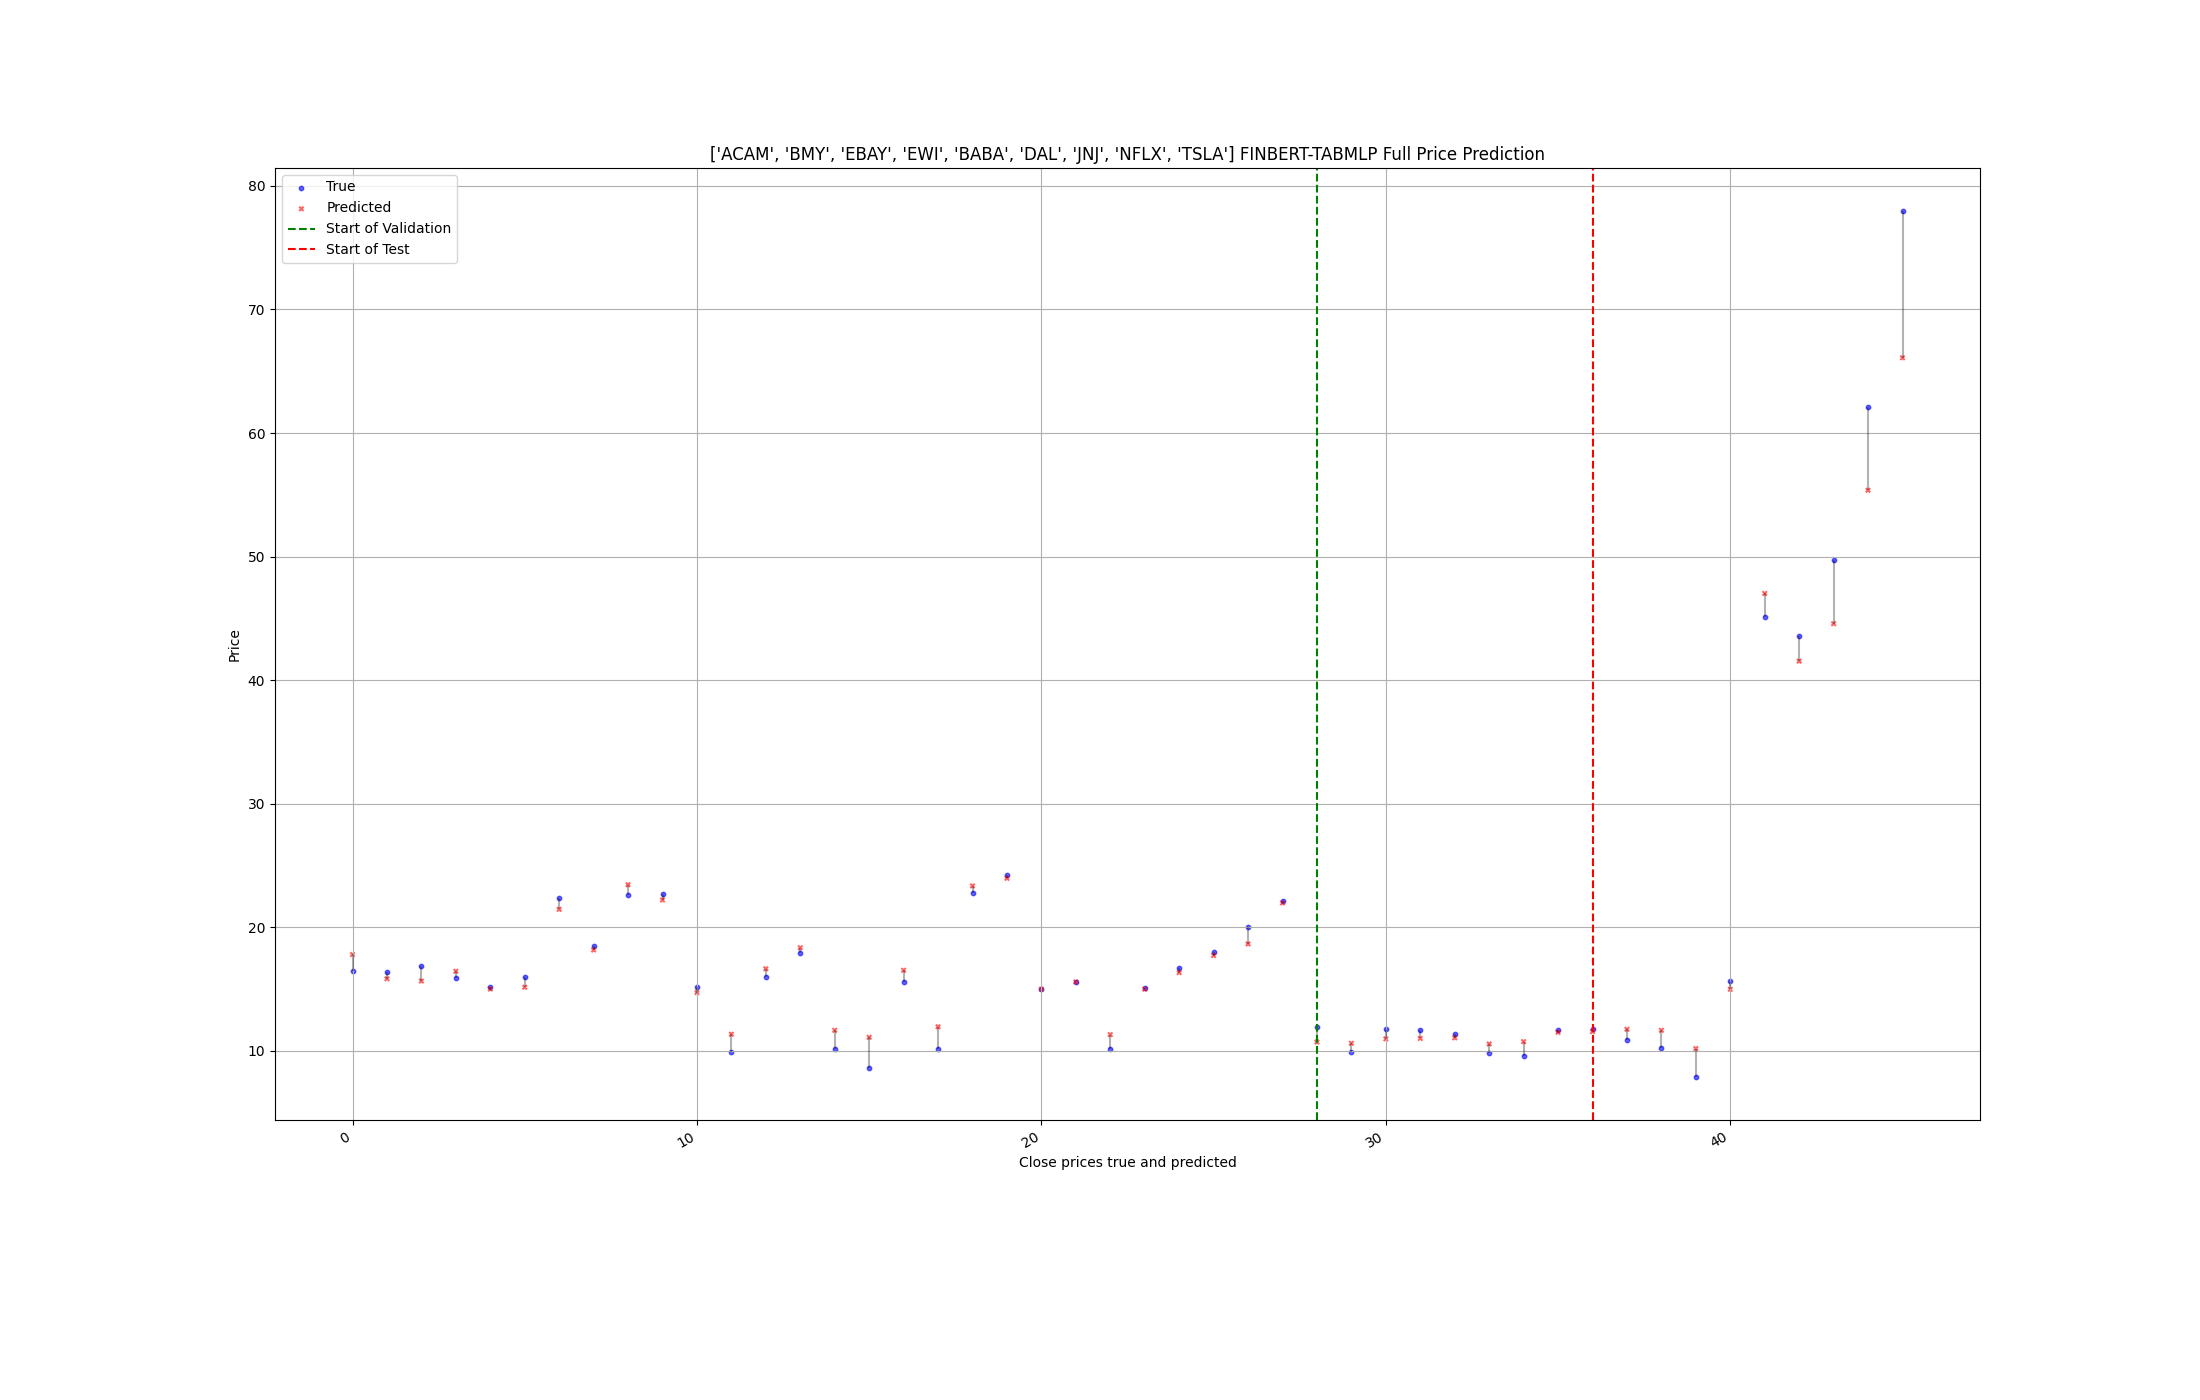 ['ACAM', 'BMY', 'EBAY', 'EWI', 'BABA', 'DAL', 'JNJ', 'NFLX', 'TSLA'] FINBERT-TABMLP Full Price Prediction
True
Predicted
Start of Validation
Start of Test
80
70
60
50
40
30
20
10
Price
0
10
20
30
40
Close prices true and predicted